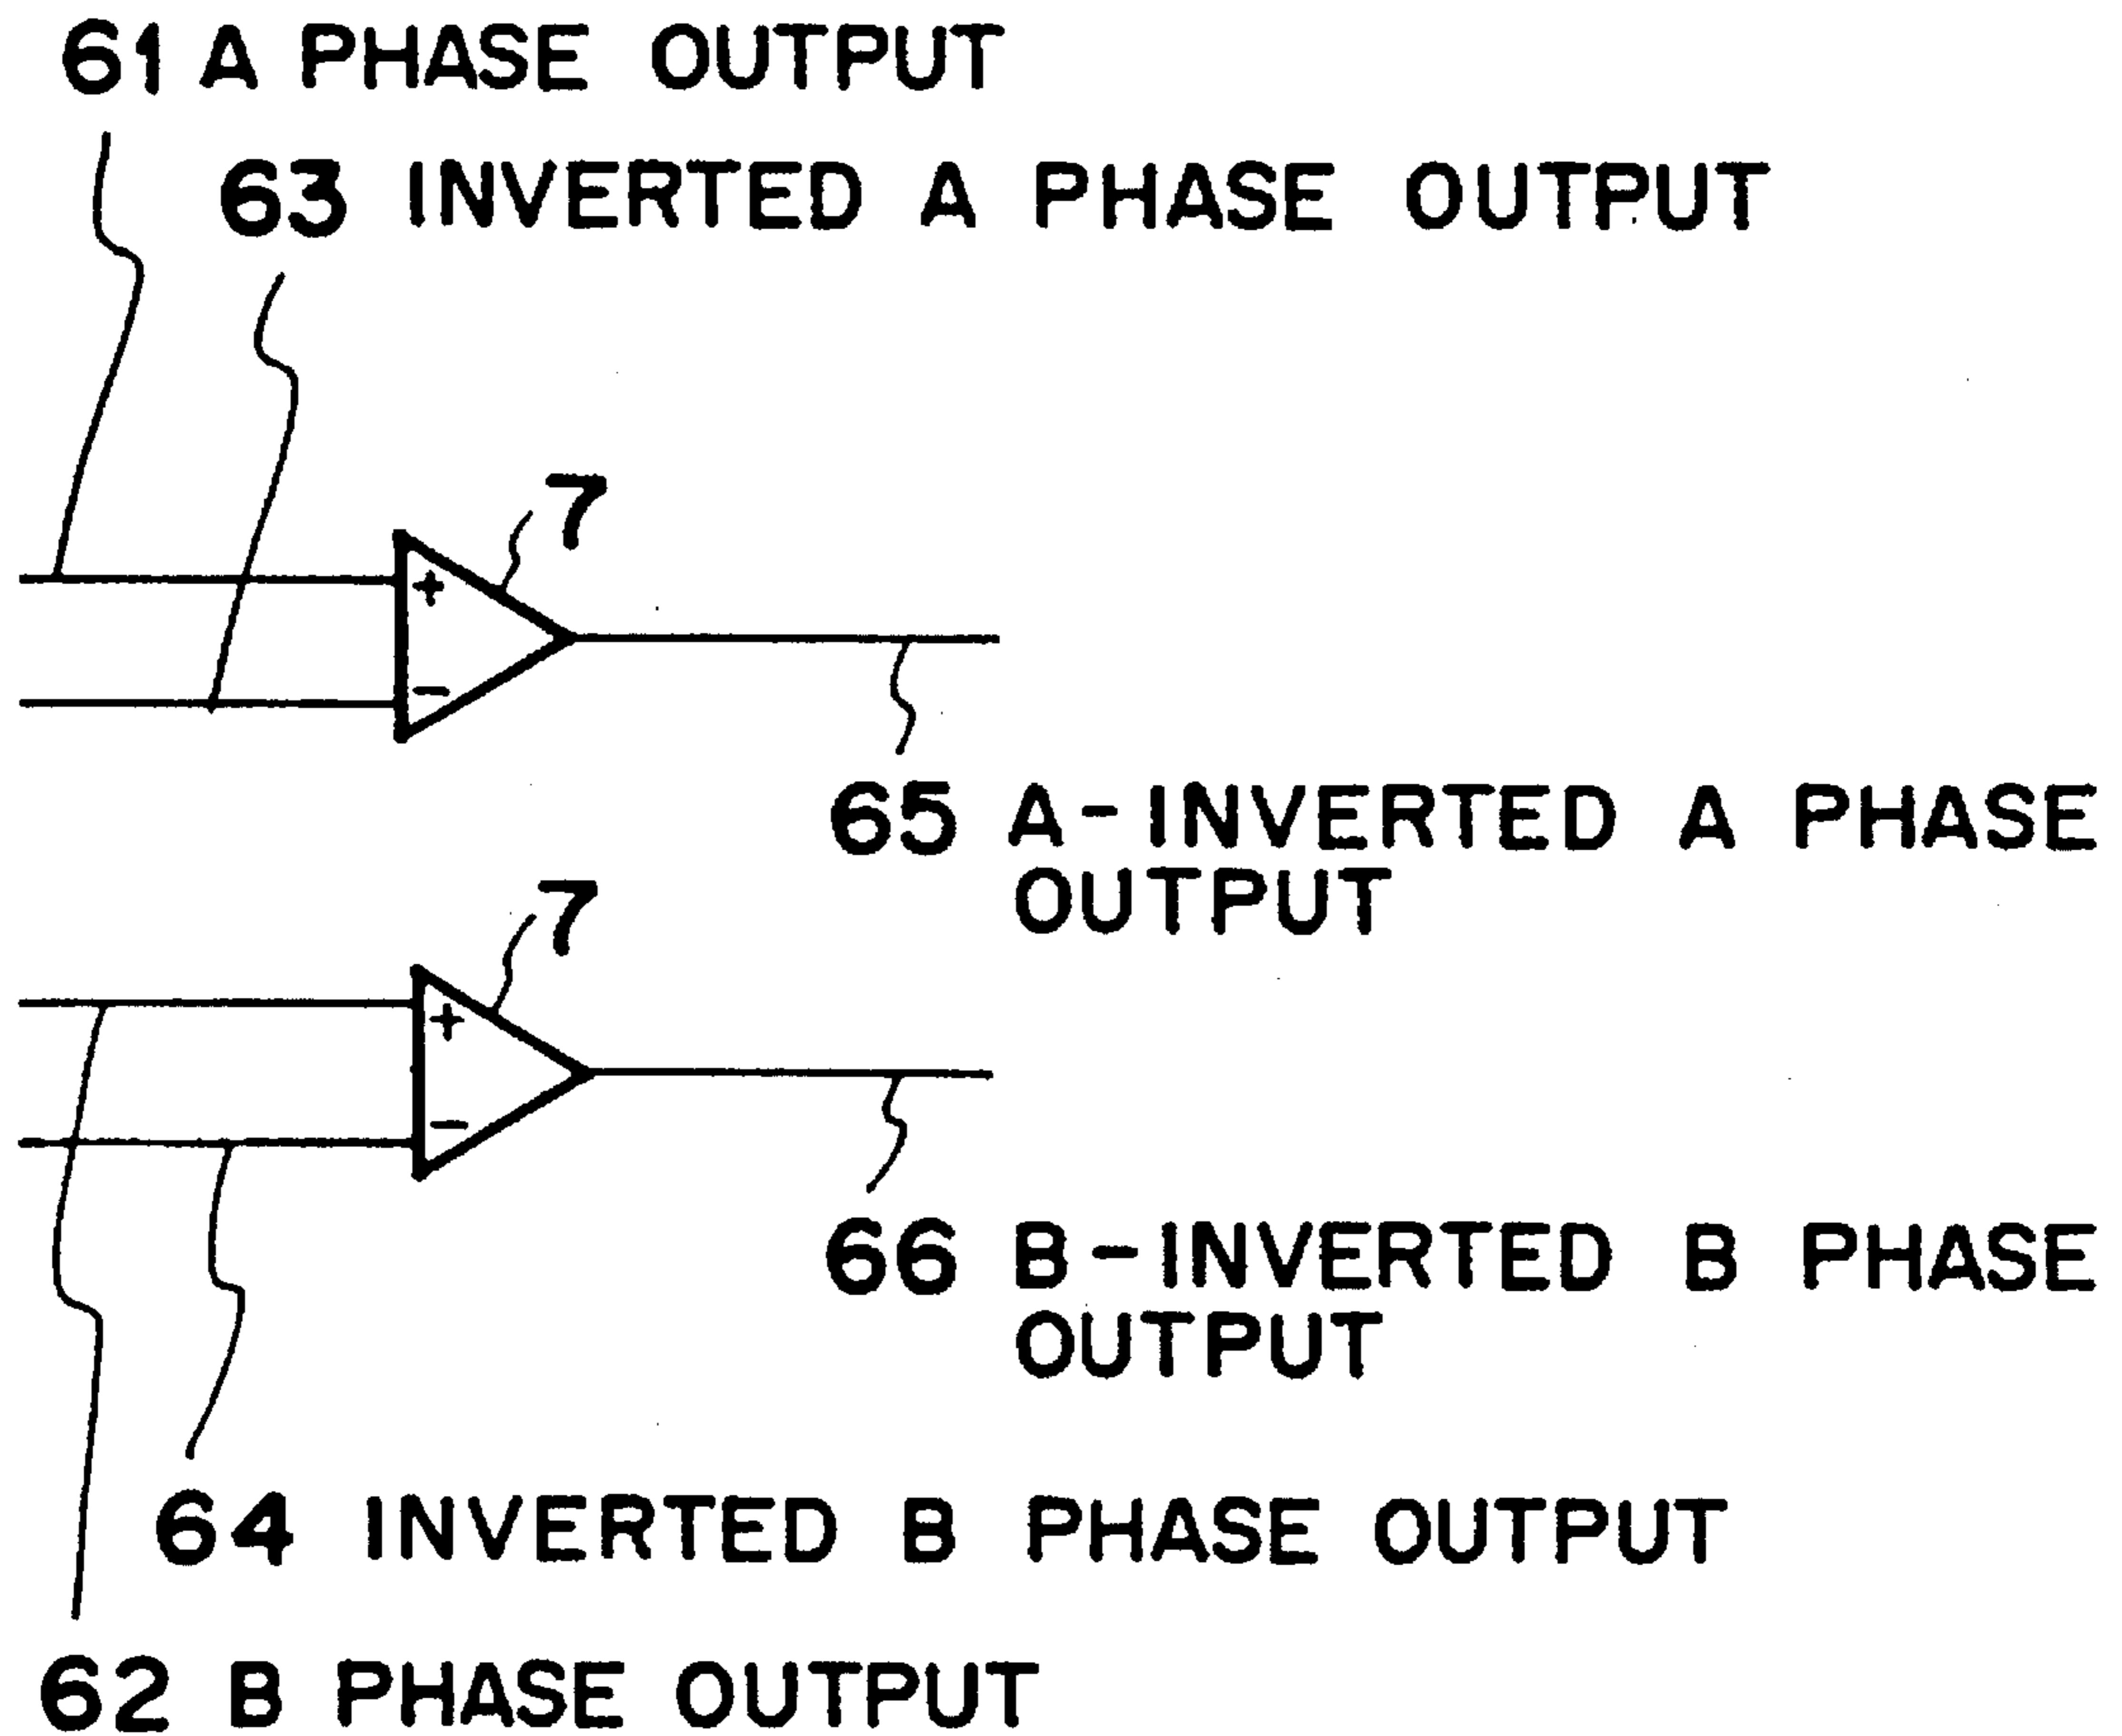 61 A PHASE OUTPUT
63 INVERTED A PHASE OUTPUT
7
+
-
65 A-INVERTED A PHASE
OUTPUT
7
+
-
66 B-INVERTED B PHASE
OUTPUT
64 INVERTED B PHASE OUTPUT
62 B PHASE OUTPUT